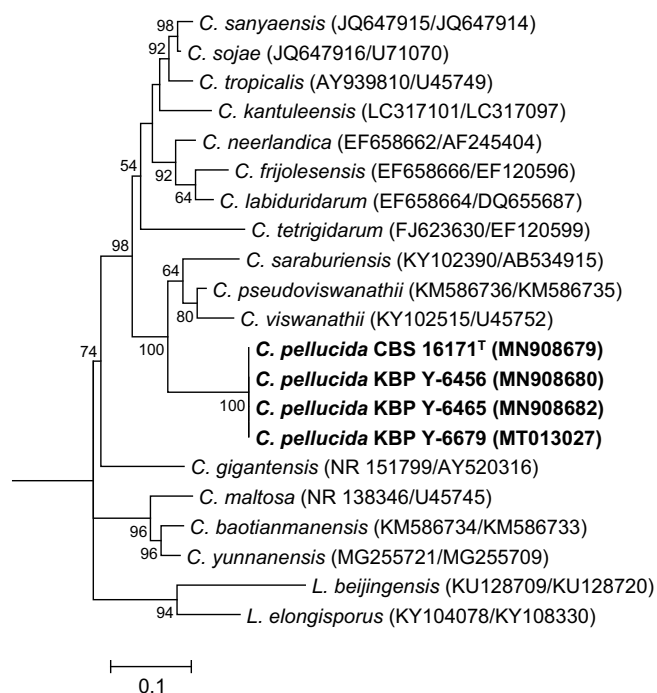 98
C. sanyaensis (JQ647915/JQ647914)
92
C. sojae (JQ647916/U71070)
C. tropicalis (AY939810/U45749)
C. kantuleensis (LC317101/LC317097)
C. neerlandica (EF658662/AF245404)
54
92
C. frijolesensis (EF658666/EF120596)
64
C. labiduridarum (EF658664/DQ655687)
C. tetrigidarum (FJ623630/EF120599)
98
C. saraburiensis (KY102390/AB534915)
64
C. pseudoviswanathii (KM586736/KM586735)
80
C. viswanathii (KY102515/U45752)
74
100
C. pellucida CBS 16171ᵀ (MN908679)
C. pellucida KBP Y-6456 (MN908680)
100
C. pellucida KBP Y-6465 (MN908682)
C. pellucida KBP Y-6679 (MT013027)
C. gigantensis (NR 151799/AY520316)
C. maltosa (NR 138346/U45745)
96
C. baotianmanensis (KM586734/KM586733)
96
C. yunnanensis (MG255721/MG255709)
L. beijingensis (KU128709/KU128720)
94
L. elongisporus (KY104078/KY108330)
0.1